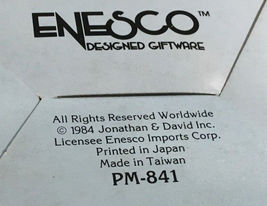 ENESCO™
DESIGNED GIFTWARE
All Rights Reserved Worldwide
© 1984 Jonathan & David Inc.
Licensee Enesco Imports Corp.
Printed in Japan
Made in Taiwan
PM-841